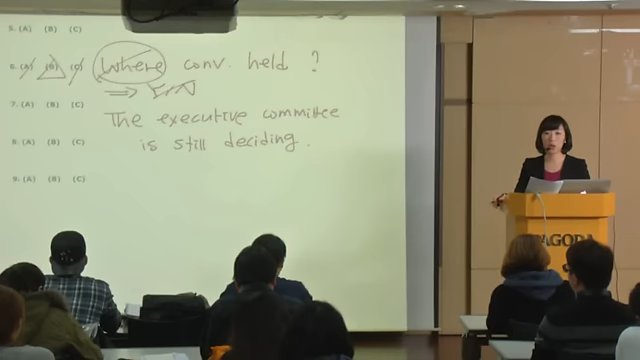 5. (A) (B) (C)
6. (A) (B) (C) Where conv. held ?
7. (A) (B) (C)
The executive committee
8. (A) (B) (C) is still deciding.
9. (A) (B) (C)
PAGODA